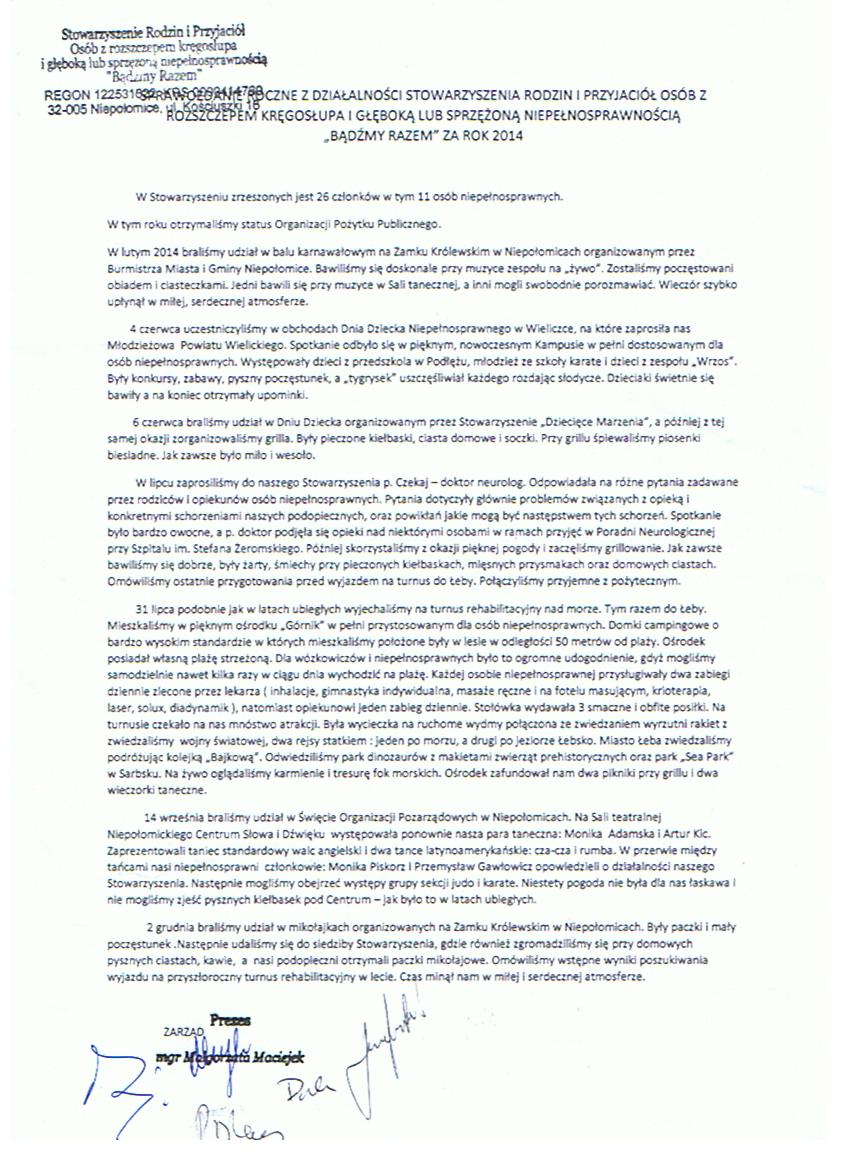 Stowarzyszenie Rodzin i Przyjaciół
Osób z rozszczepem kręgosłupa
i głęboką lub sprzężoną niepełnosprawnością
"Bądźmy Razem"
REGON
32-005 Niepołomice, ul. Kościuszki 16
SPRAWOZDANIE ROCZNE Z DZIAŁALNOŚCI STOWARZYSZENIA RODZIN I PRZYJACIÓŁ OSÓB Z
ROZSZCZEPEM KRĘGOSŁUPA I GŁĘBOKĄ LUB SPRZĘŻONĄ NIEPEŁNOSPRAWNOŚCIĄ
„BĄDŹMY RAZEM” ZA ROK 2014
W Stowarzyszeniu zrzeszonych jest 26 członków w tym 11 osób niepełnosprawnych.
W tym roku otrzymaliśmy status Organizacji Pożytku Publicznego.
W lutym 2014 braliśmy udział w balu karnawałowym na Zamku Królewskim w Niepołomicach organizowanym przez
Burmistrza Miasta i Gminy Niepołomice. Bawiliśmy się doskonale przy muzyce zespołu na „żywo”. Zostaliśmy poczęstowani
obiadem i ciasteczkami. Jedni bawili się przy muzyce w Sali tanecznej, a inni mogli swobodnie porozmawiać. Wieczór szybko
upłynął w miłej, serdecznej atmosferze.
4 czerwca uczestniczyliśmy w obchodach Dnia Dziecka Niepełnosprawnego w Wieliczce, na które zaprosiła nas
Młodzieżowa Powiatu Wielickiego. Spotkanie odbyło się w pięknym, nowoczesnym Kampusie w pełni dostosowanym dla
osób niepełnosprawnych. Występowały dzieci z przedszkola w Podłężu, młodzież ze szkoły karate i dzieci z zespołu „Wrzos”.
Były konkursy, zabawy, pyszny poczęstunek, a „tygrysek” uszczęśliwiał każdego rozdając słodycze. Dzieciaki świetnie się
bawiły a na koniec otrzymały upominki.
6 czerwca braliśmy udział w Dniu Dziecka organizowanym przez Stowarzyszenie „Dziecięce Marzenia”, a później z tej
samej okazji zorganizowaliśmy grilla. Były pieczone kiełbaski, ciasta domowe i soczki. Przy grillu śpiewaliśmy piosenki
biesiadne. Jak zawsze było miło i wesoło.
W lipcu zaprosiliśmy do naszego Stowarzyszenia p. Czekaj – doktor neurolog. Odpowiadała na różne pytania zadawane
przez rodziców i opiekunów osób niepełnosprawnych. Pytania dotyczyły głównie problemów związanych z opieką i
konkretnymi schorzeniami naszych podopiecznych, oraz powikłań jakie mogą być następstwem tych schorzeń. Spotkanie
było bardzo owocne, a p. doktor podjęła się opieki nad niektórymi osobami w ramach przyjęć w Poradni Neurologicznej
przy Szpitalu im. Stefana Żeromskiego. Później skorzystaliśmy z okazji pięknej pogody i zaczęliśmy grillowanie. Jak zawsze
bawiliśmy się dobrze, były żarty, śmiechy przy pieczonych kiełbaskach, mięsnych przysmakach oraz domowych ciastach.
Omówiliśmy ostatnie przygotowania przed wyjazdem na turnus do Łeby. Połączyliśmy przyjemne z pożytecznym.
31 lipca podobnie jak w latach ubiegłych wyjechaliśmy na turnus rehabilitacyjny nad morze. Tym razem do Łeby.
Mieszkaliśmy w pięknym ośrodku „Górnik” w pełni przystosowanym dla osób niepełnosprawnych. Domki campingowe o
bardzo wysokim standardzie w których mieszkaliśmy położone były w lesie w odległości 50 metrów od plaży. Ośrodek
posiadał własną plażę strzeżoną. Dla wózkowiczów i niepełnosprawnych było to ogromne udogodnienie, gdyż mogliśmy
samodzielnie nawet kilka razy w ciągu dnia wychodzić na plażę. Każdej osobie niepełnosprawnej przysługiwały dwa zabiegi
dziennie zlecone przez lekarza ( inhalacje, gimnastyka indywidualna, masaże ręczne i na fotelu masującym, krioterapia,
laser, solux, diadynamik ), natomiast opiekunowi jeden zabieg dziennie. Stołówka wydawała 3 smaczne i obfite posiłki. Na
turnusie czekało na nas mnóstwo atrakcji. Była wycieczka na ruchome wydmy połączona ze zwiedzaniem wyrzutni rakiet z
zwiedzaliśmy wojny światowej, dwa rejsy statkiem : jeden po morzu, a drugi po jeziorze Łebsko. Miasto Łeba zwiedzaliśmy
podróżując kolejką „Bajkową”. Odwiedziliśmy park dinozaurów z makietami zwierząt prehistorycznych oraz park „Sea Park”
w Sarbsku. Na żywo oglądaliśmy karmienie i tresurę fok morskich. Ośrodek zafundował nam dwa pikniki przy grillu i dwa
wieczorki taneczne.
14 września braliśmy udział w Święcie Organizacji Pozarządowych w Niepołomicach. Na Sali teatralnej
Niepołomickiego Centrum Słowa i Dźwięku występowała ponownie nasza para taneczna: Monika Adamska i Artur Kic.
Zaprezentowali taniec standardowy walc angielski i dwa tance latynoamerykańskie: cza-cza i rumba. W przerwie między
tańcami nasi niepełnosprawni członkowie: Monika Piskorz i Przemysław Gawłowicz opowiedzieli o działalności naszego
Stowarzyszenia. Następnie mogliśmy obejrzeć występy grupy sekcji judo i karate. Niestety pogoda nie była dla nas łaskawa i
nie mogliśmy zjeść pysznych kiełbasek pod Centrum – jak było to w latach ubiegłych.
2 grudnia braliśmy udział w mikołajkach organizowanych na Zamku Królewskim w Niepołomicach. Były paczki i mały
poczęstunek .Następnie udaliśmy się do siedziby Stowarzyszenia, gdzie również zgromadziliśmy się przy domowych
pysznych ciastach, kawie, a nasi podopieczni otrzymali paczki mikołajowe. Omówiliśmy wstępne wyniki poszukiwania
wyjazdu na przyszłoroczny turnus rehabilitacyjny w lecie. Czas minął nam w miłej i serdecznej atmosferze.
Prezes
ZARZĄD
mgr Małgorzata Maciejek